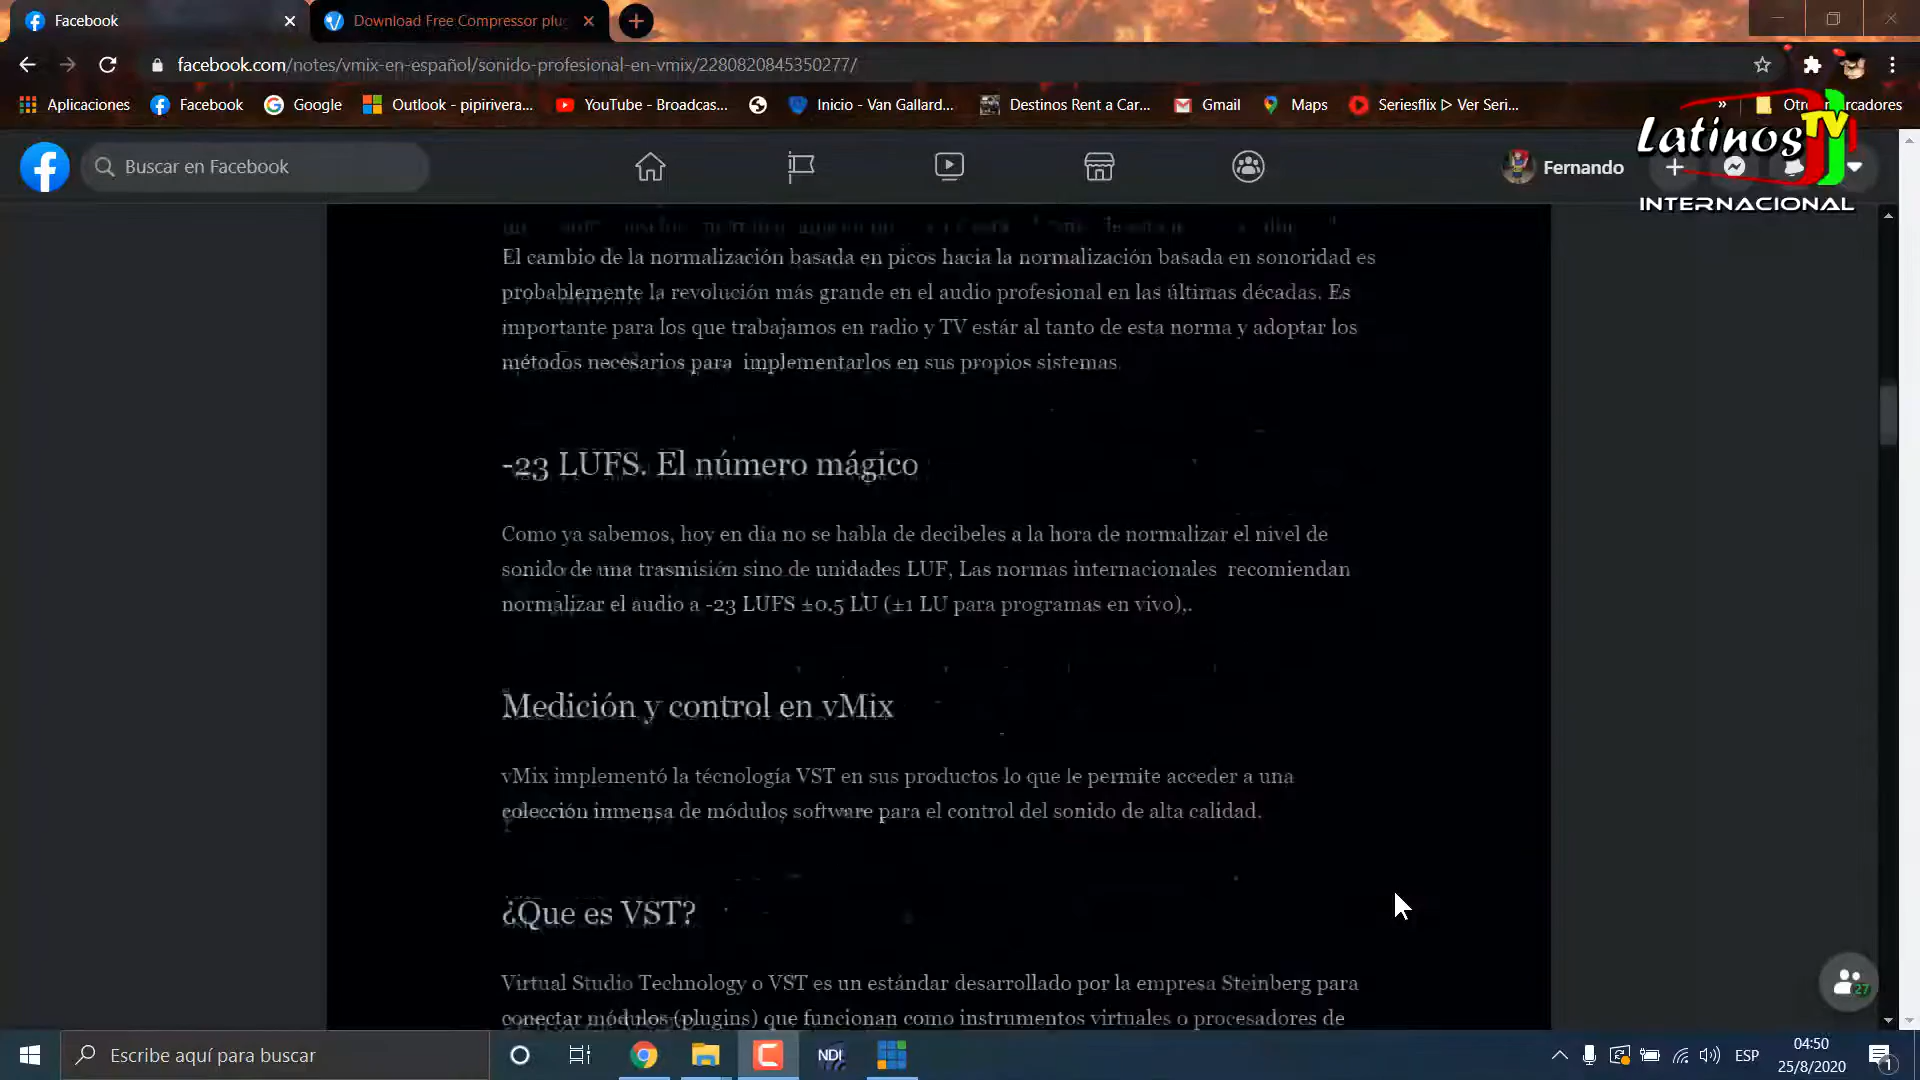 Facebook
Download Free Compressor plug
facebook.com/notes/vmix-en-español/sonido-profesional-en-vmix/2280820845350277/
Aplicaciones
Facebook
Google
Outlook - pipirivera...
YouTube - Broadcas...
Inicio - Van Gallard...
Destinos Rent a Car...
Gmail
Maps
Seriesflix ▷ Ver Seri...
»
Latinos TV
INTERNACIONAL
Buscar en Facebook
Fernando
El cambio de la normalización basada en picos hacia la normalización basada en sonoridad es
probablemente la revolución más grande en el audio profesional en las últimas décadas. Es
importante para los que trabajamos en radio y TV estár al tanto de esta norma y adoptar los
métodos necesarios para  implementarlos en sus propios sistemas
-23 LUFS. El número mágico
Como ya sabemos, hoy en dia no se habla de decibeles a la hora de normalizar el nivel de
sonido de una trasmisión sino de unidades LUF, Las normas internacionales  recomiendan
normalizar el audio a -23 LUFS ±0.5 LU (±1 LU para programas en vivo),.
Medición y control en vMix
vMix implementó la técnología VST en sus productos lo que le permite acceder a una
colección inmensa de módulos software para el control del sonido de alta calidad.
¿Que es VST?
Virtual Studio Technology o VST es un estándar desarrollado por la empresa Steinberg para
conectar módulos (plugins) que funcionan como instrumentos virtuales o procesadores de
27
Escribe aquí para buscar
NDI
ESP
04:50
25/8/2020
1